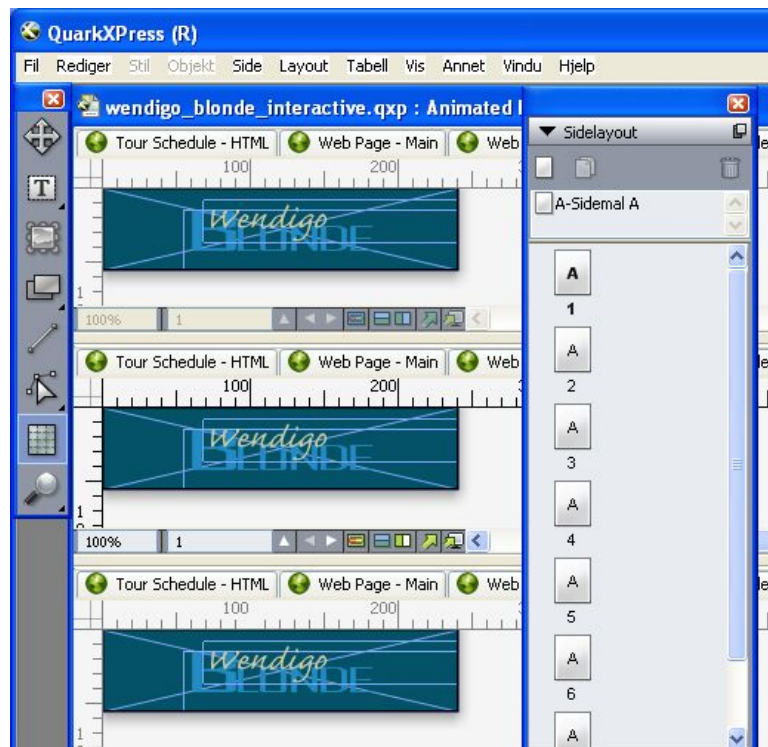 QuarkXPress (R)
Fil Rediger Stil Objekt Side Layout Tabell Vis Annet Vindu Hjelp
wendigo_blonde_interactive.qxp : Animated
Tour Schedule - HTML Web Page - Main Web
100 200
Wendigo
BLONDE
1
100% 1
Tour Schedule - HTML Web Page - Main Web
100 200
Wendigo
BLONDE
1
100% 1
Tour Schedule - HTML Web Page - Main Web
100 200
Wendigo
BLONDE
1
Sidelayout
A-Sidemal A
A
1
A
2
A
3
A
4
A
5
A
6
A
T